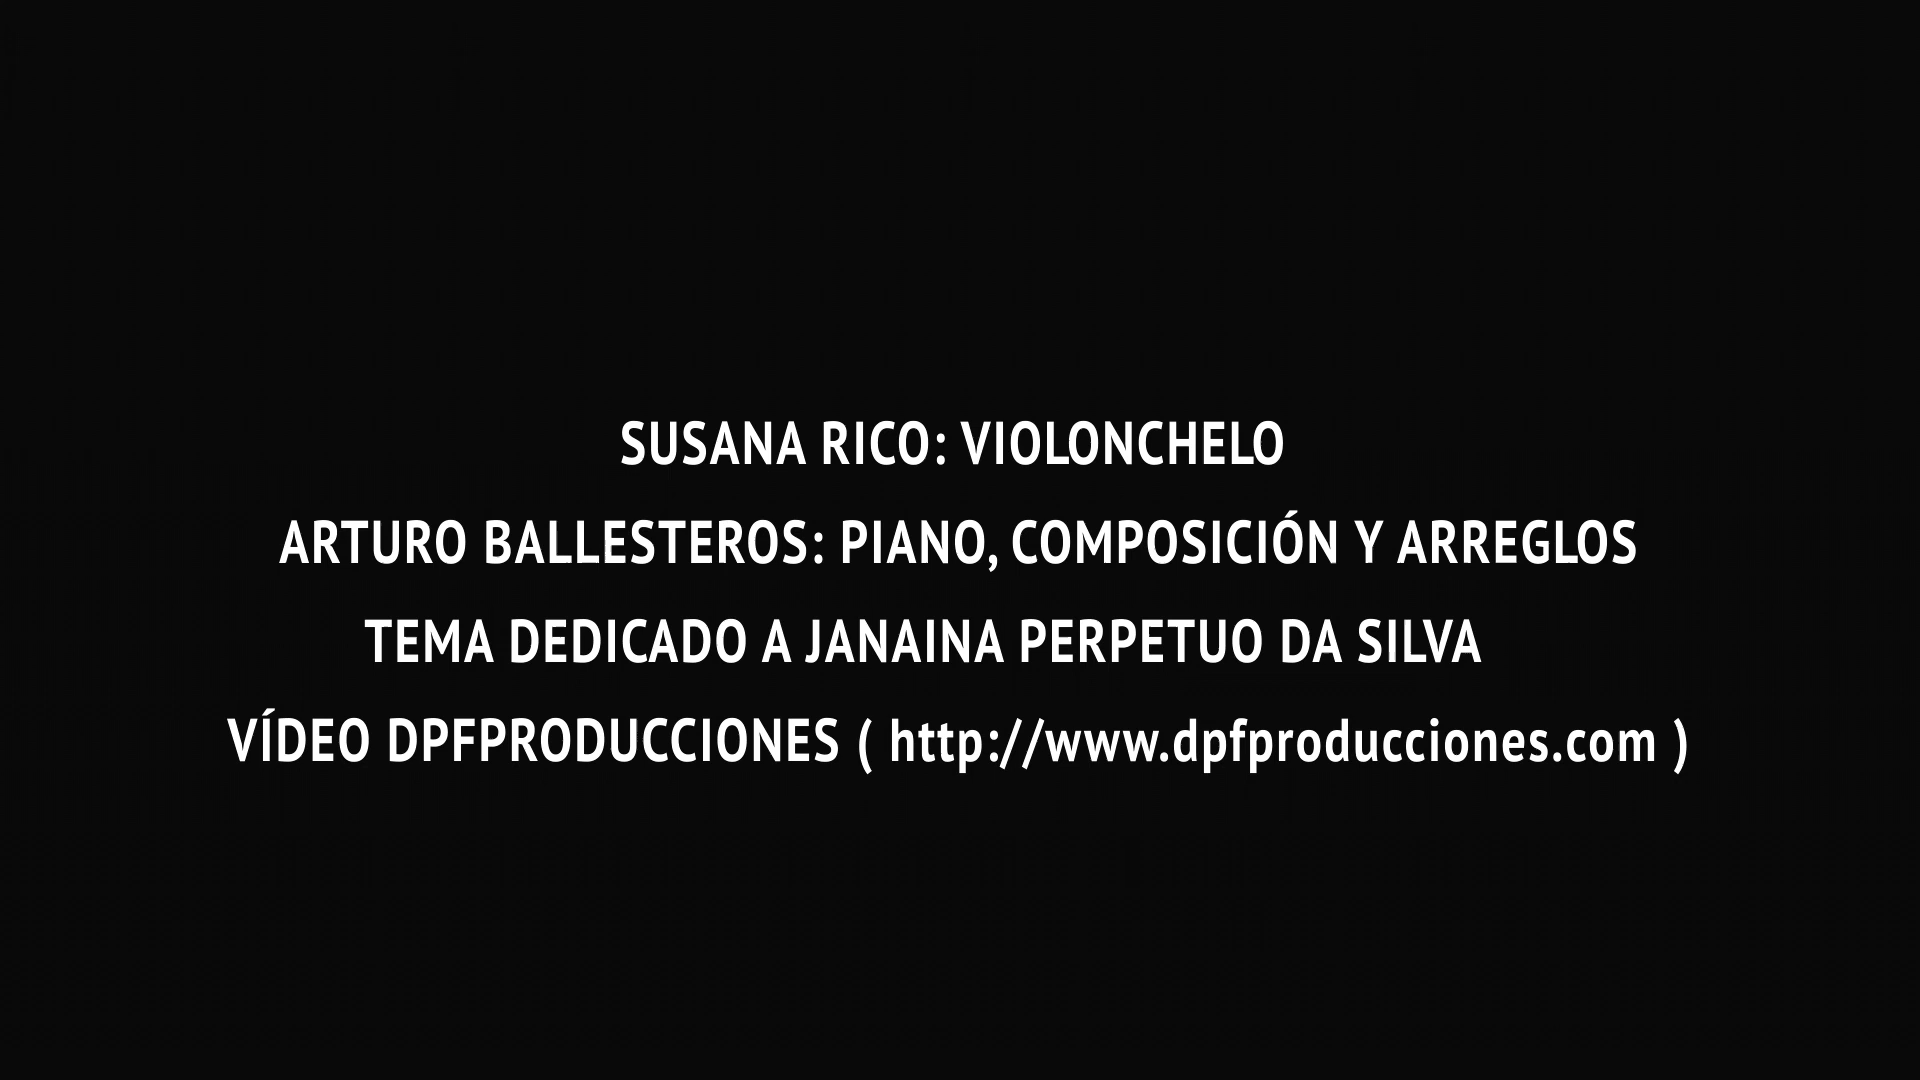 SUSANA RICO: VIOLONCHELO
ARTURO BALLESTEROS: PIANO, COMPOSICIÓN Y ARREGLOS
TEMA DEDICADO A JANAINA PERPETUO DA SILVA
VÍDEO DPFPRODUCCIONES ( http://www.dpfproducciones.com )